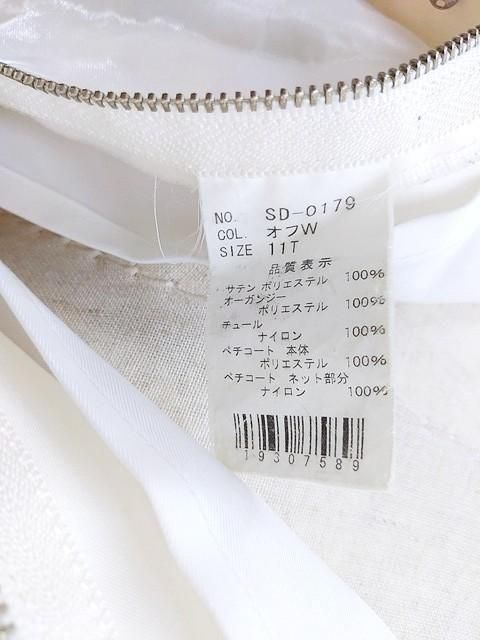 NO. SD-0179
COL. オフW
SIZE 11T
品質表示
サテン ポリエステル 100%
オーガンジー
ポリエステル 100%
チュール
ナイロン 100%
ペチコート 本体
ポリエステル 100%
ペチコート ネット部分
ナイロン 100%
19307589